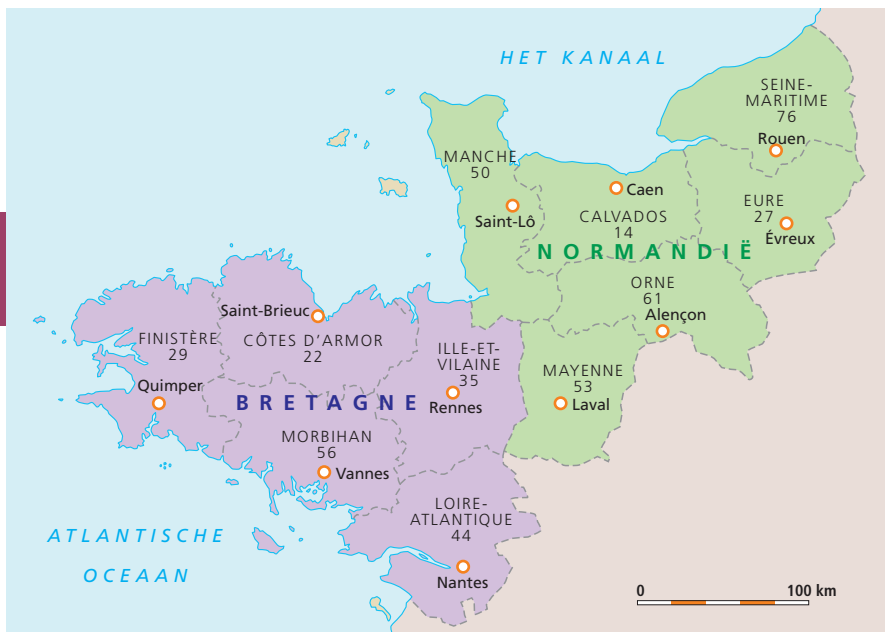 HET KANAAL
SEINE-
MARITIME
76
Rouen
MANCHE
50
Caen
EURE
27
Saint-Lô
CALVADOS
14
Évreux
NORMANDIË
ORNE
61
Alençon
Saint-Brieuc
FINISTÈRE
29
CÔTES D'ARMOR
22
ILLE-ET-
VILAINE
35
MAYENNE
53
Quimper
BRETAGNE
Rennes
Laval
MORBIHAN
56
Vannes
LOIRE-
ATLANTIQUE
44
ATLANTISCHE
OCEAAN
Nantes
0 100 km